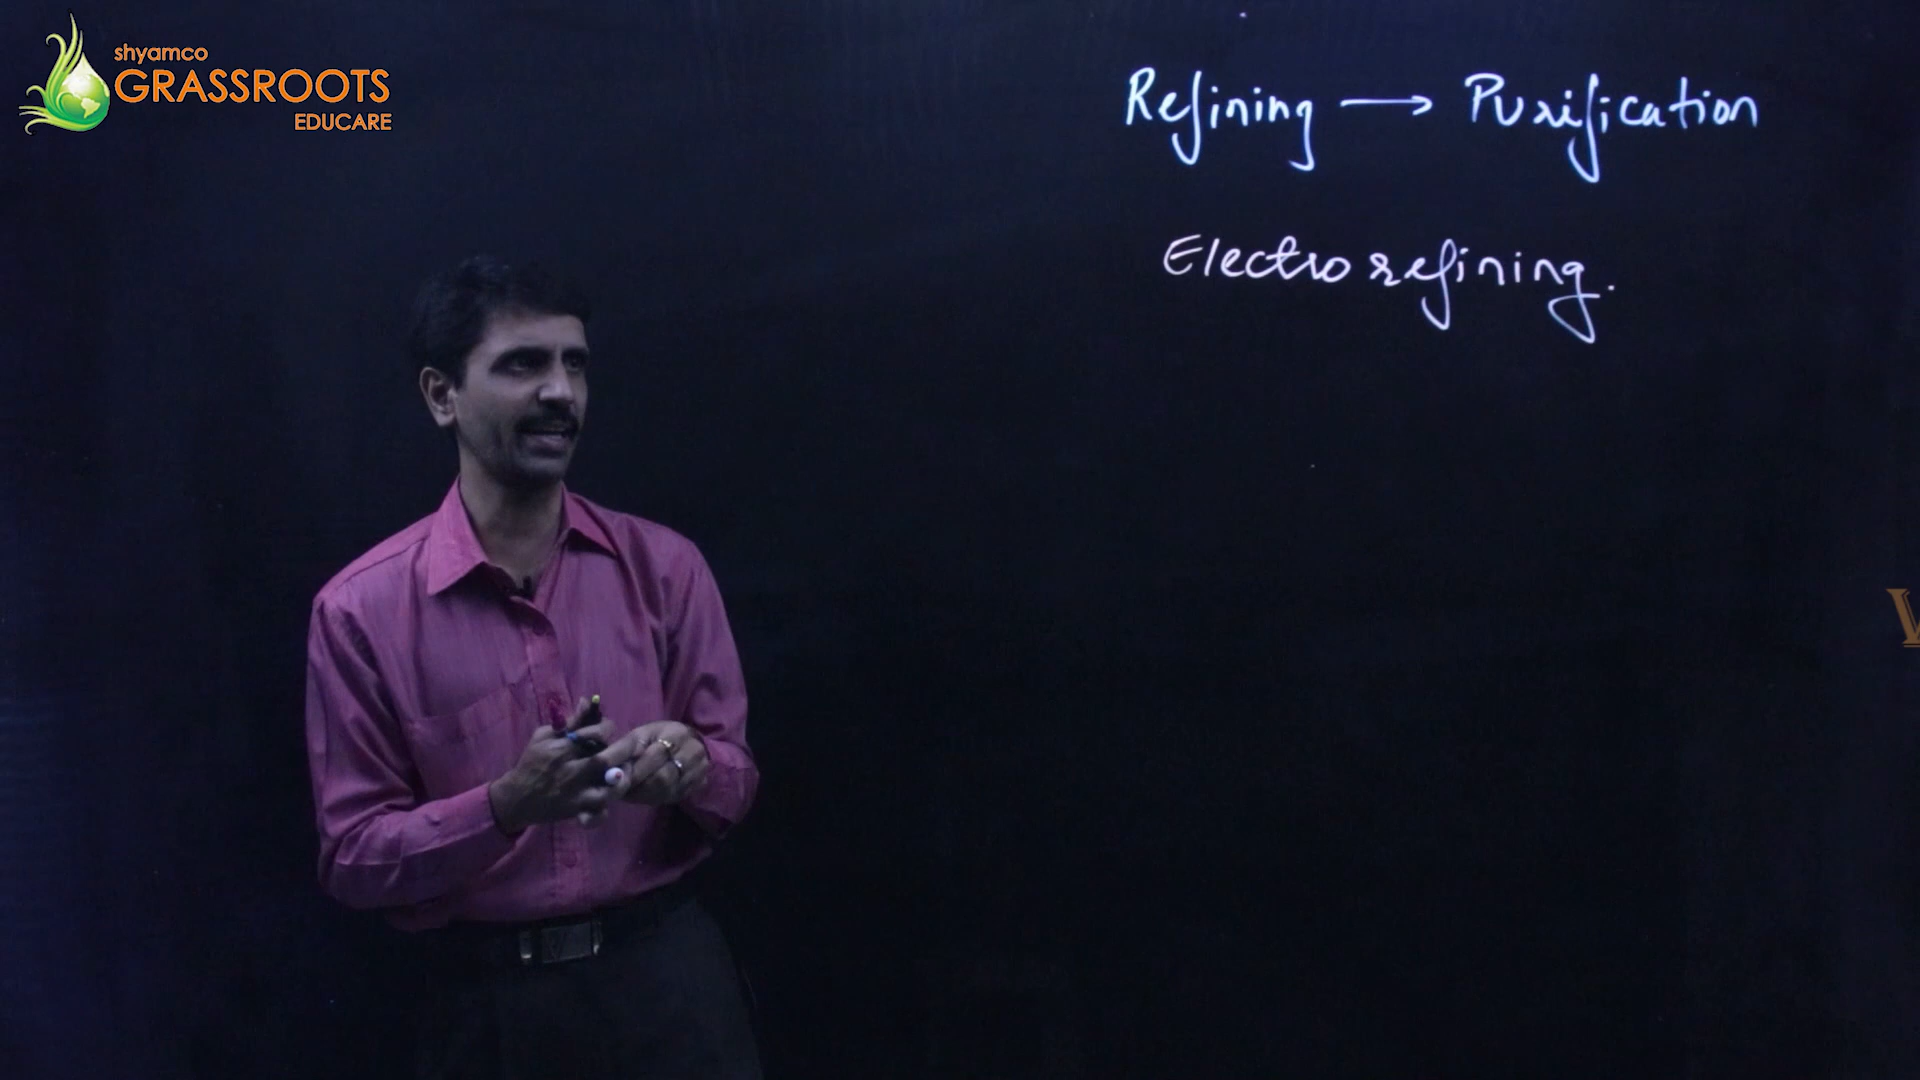 shyamco
GRASSROOTS
EDUCARE
Refining → Purification
Electrorefining.